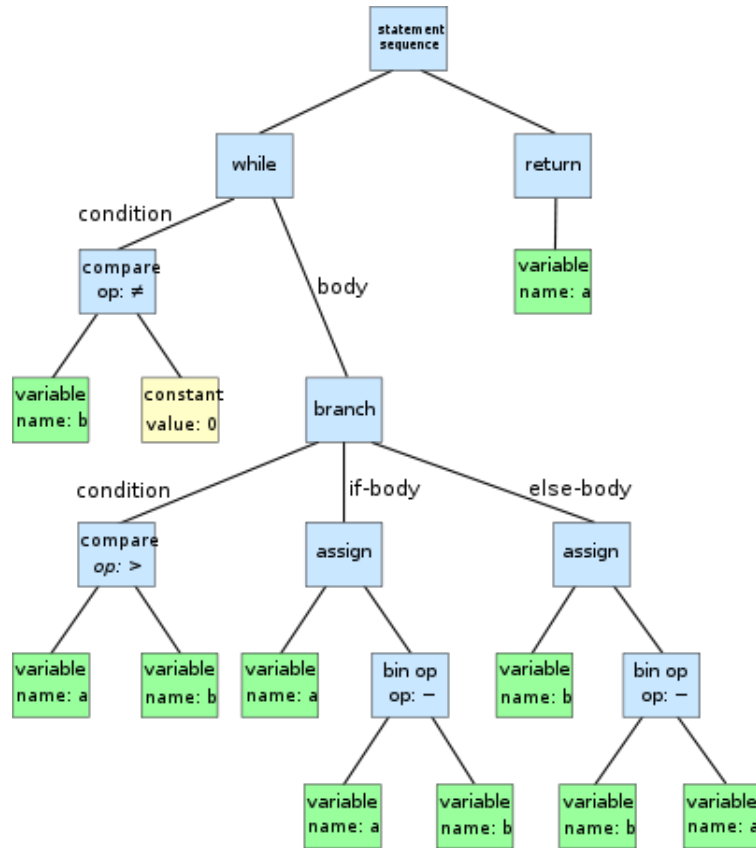 statement
sequence
while
return
condition
compare
op: ≠
body
variable
name: a
variable
name: b
constant
value: 0
branch
condition
if-body
else-body
compare
op: >
assign
assign
variable
name: a
variable
name: b
variable
name: a
bin op
op: −
variable
name: b
bin op
op: −
variable
name: a
variable
name: b
variable
name: b
variable
name: a